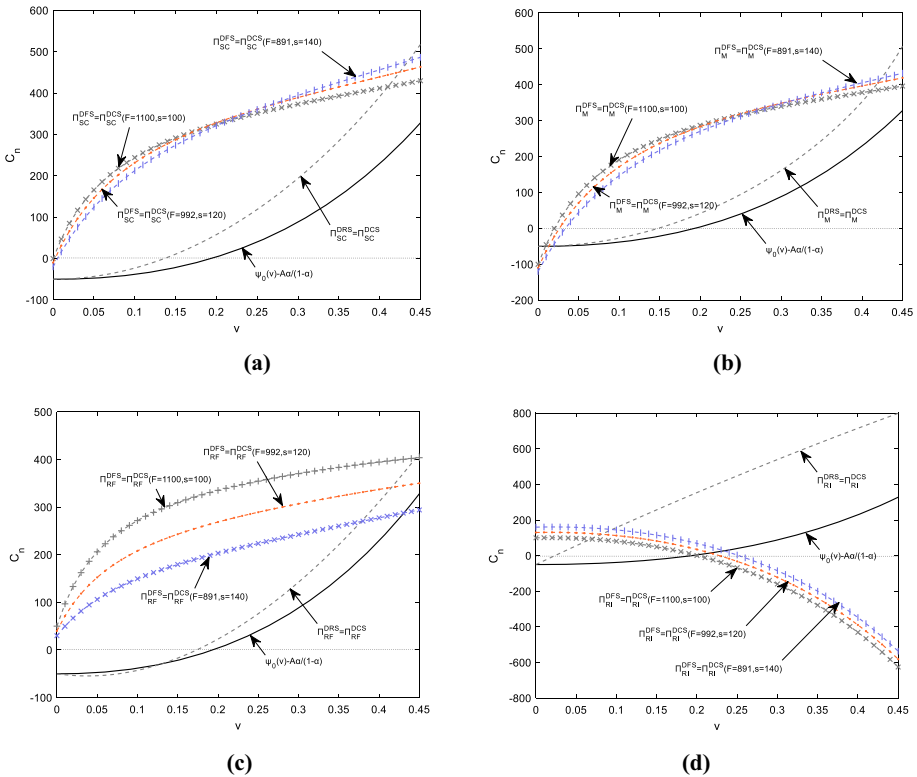 (a)
600
500
400
300
200
100
0
-100
C_n
0 0.05 0.1 0.15 0.2 0.25 0.3 0.35 0.4 0.45
v
Π_SC^DFS=Π_SC^DCS(F=891,s=140)
Π_SC^DFS=Π_SC^DCS(F=1100,s=100)
Π_SC^DFS=Π_SC^DCS(F=992,s=120)
Π_SC^DRS=Π_SC^DCS
ψ_0(v)-Aα/(1-α)
(b)
600
500
400
300
200
100
0
-100
-200
C_n
0 0.05 0.1 0.15 0.2 0.25 0.3 0.35 0.4 0.45
v
Π_M^DFS=Π_M^DCS(F=891,s=140)
Π_M^DFS=Π_M^DCS(F=1100,s=100)
Π_M^DFS=Π_M^DCS(F=992,s=120)
Π_M^DRS=Π_M^DCS
ψ_0(v)-Aα/(1-α)
(c)
500
400
300
200
100
0
-100
C_n
0 0.05 0.1 0.15 0.2 0.25 0.3 0.35 0.4 0.45
v
Π_RF^DFS=Π_RF^DCS(F=992,s=120)
Π_RF^DFS=Π_RF^DCS(F=1100,s=100)
Π_RF^DFS=Π_RF^DCS(F=891,s=140)
Π_RF^DRS=Π_RF^DCS
ψ_0(v)-Aα/(1-α)
(d)
800
600
400
200
0
-200
-400
-600
-800
C_n
0 0.05 0.1 0.15 0.2 0.25 0.3 0.35 0.4 0.45
v
Π_RI^DRS=Π_RI^DCS
ψ_0(v)-Aα/(1-α)
Π_RI^DFS=Π_RI^DCS(F=1100,s=100)
Π_RI^DFS=Π_RI^DCS(F=992,s=120)
Π_RI^DFS=Π_RI^DCS(F=891,s=140)